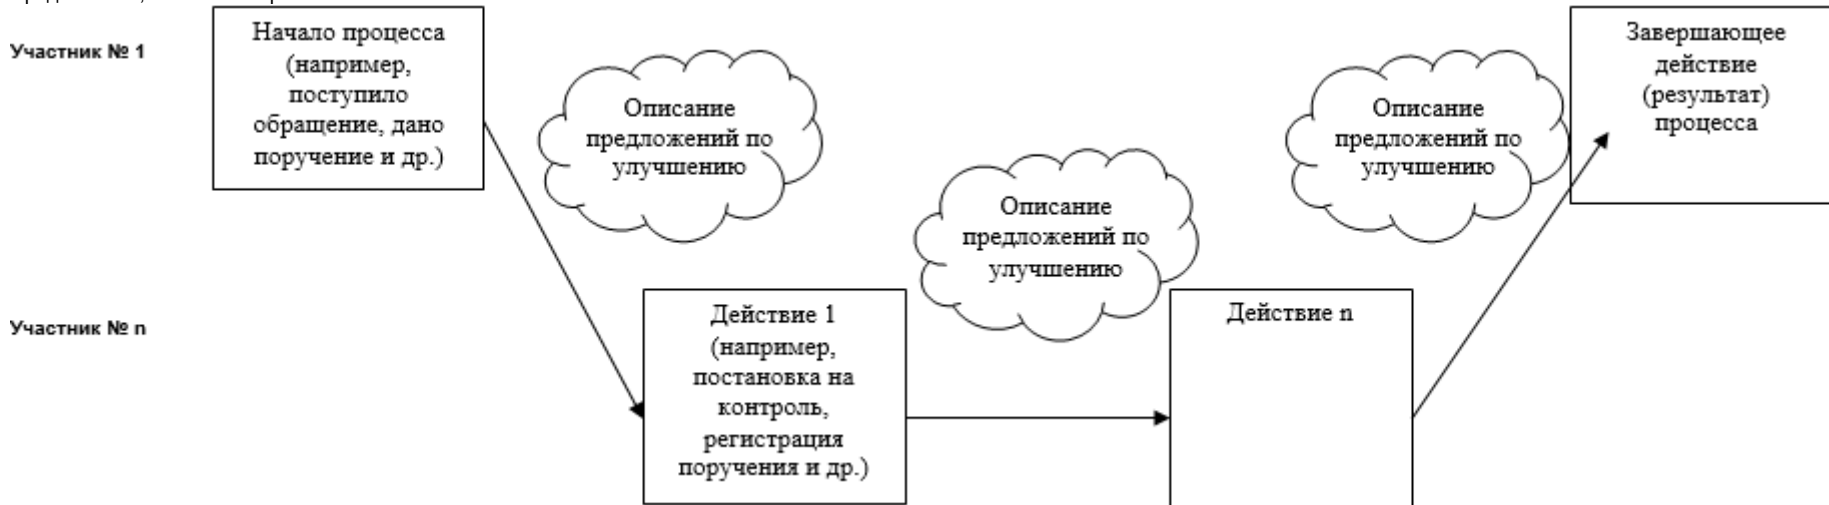 Участник № 1
Начало процесса
(например,
поступило
обращение, дано
поручение и др.)
Описание
предложений по
улучшению
Описание
предложений по
улучшению
Описание
предложений по
улучшению
Завершающее
действие
(результат)
процесса
Участник № n
Действие 1
(например,
постановка на
контроль,
регистрация
поручения и др.)
Действие n